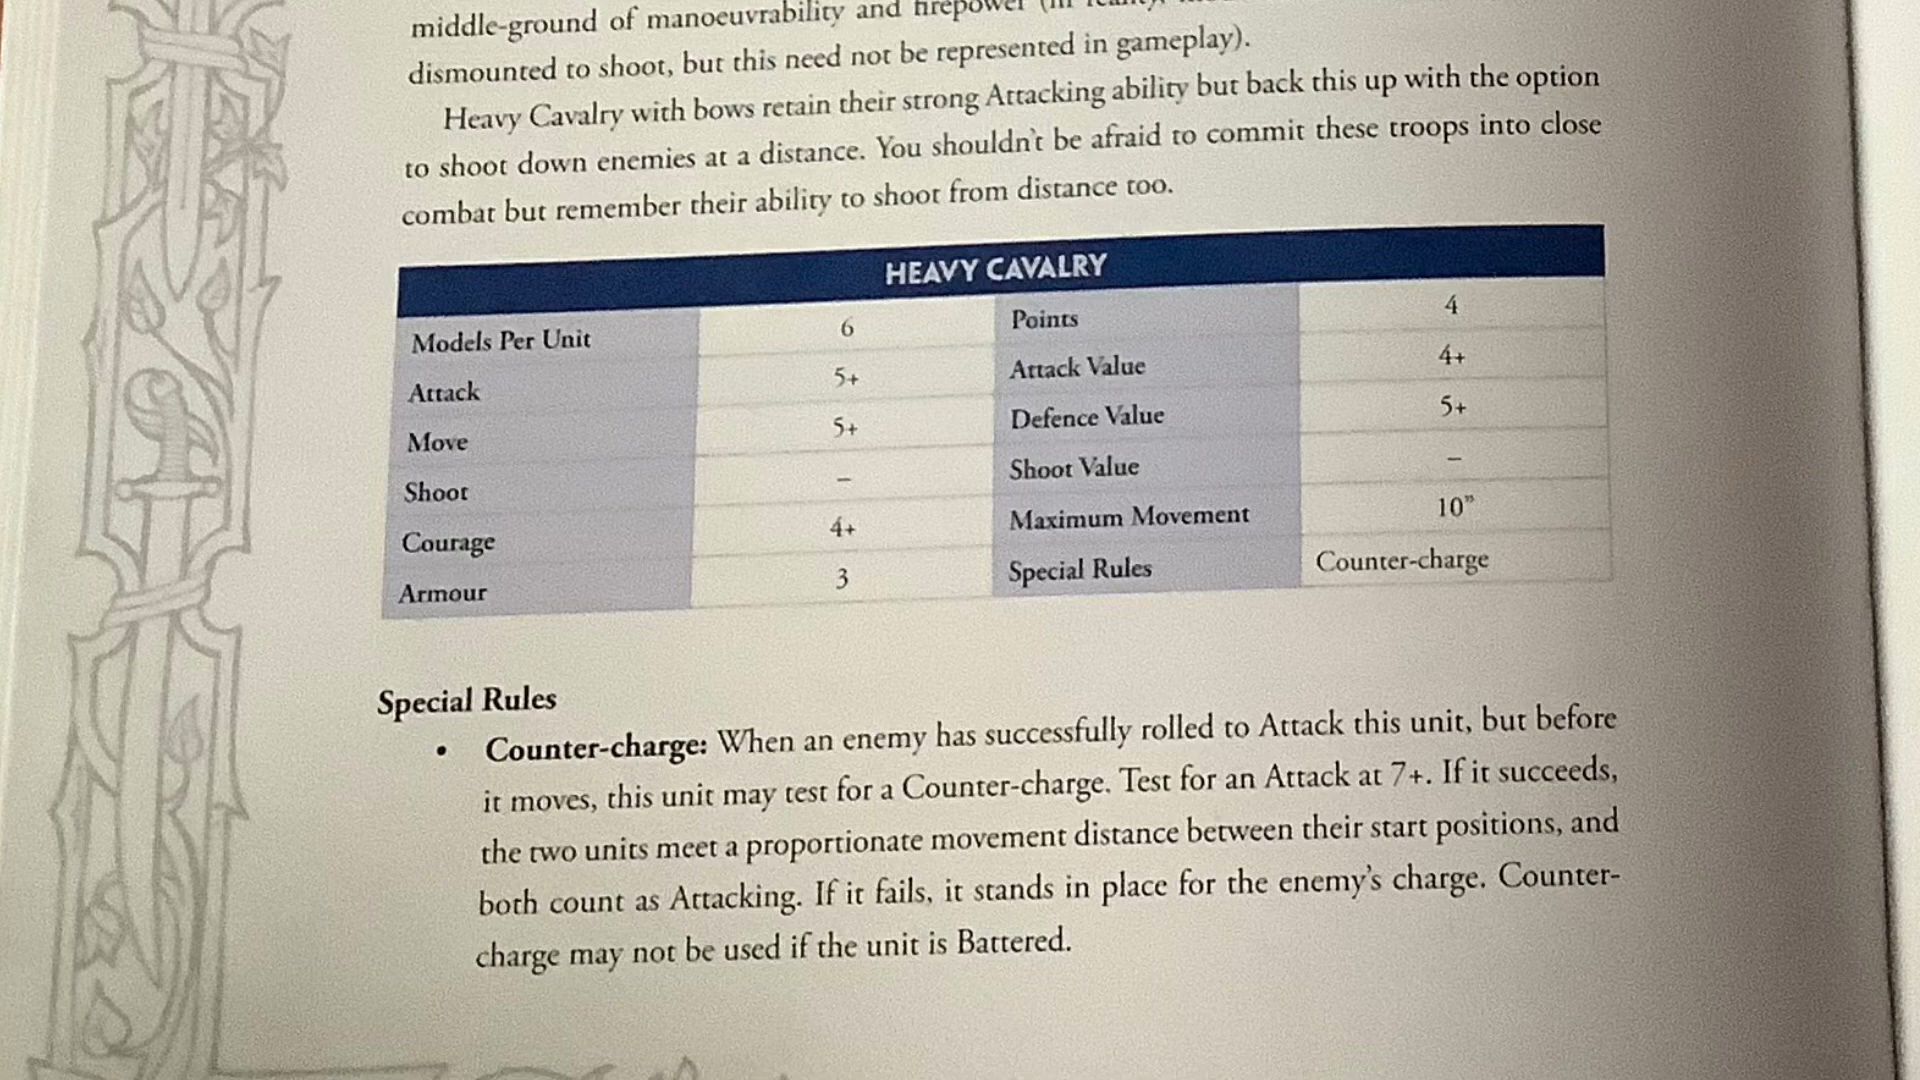 middle-ground of manoeuvrability and firepower
dismounted to shoot, but this need not be represented in gameplay).
Heavy Cavalry with bows retain their strong Attacking ability but back this up with the option
to shoot down enemies at a distance. You shouldn't be afraid to commit these troops into close
combat but remember their ability to shoot from distance too.
HEAVY CAVALRY
Models Per Unit 6 Points 4
Attack 5+ Attack Value 4+
Move 5+ Defence Value 5+
Shoot – Shoot Value –
Courage 4+ Maximum Movement 10”
Armour 3 Special Rules Counter-charge
Special Rules
• Counter-charge: When an enemy has successfully rolled to Attack this unit, but before
it moves, this unit may test for a Counter-charge. Test for an Attack at 7+. If it succeeds,
the two units meet a proportionate movement distance between their start positions, and
both count as Attacking. If it fails, it stands in place for the enemy's charge. Counter-
charge may not be used if the unit is Battered.